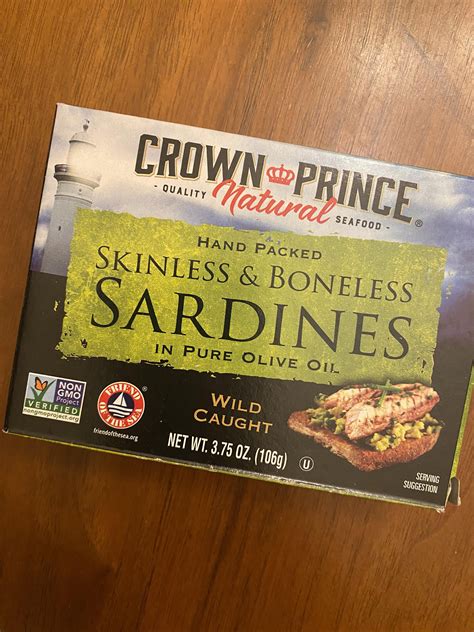 CROWN PRINCE
- QUALITY Natural SEAFOOD - ®
HAND PACKED
SKINLESS & BONELESS
SARDINES
IN PURE OLIVE OIL
WILD
CAUGHT
NON
GMO
Project
VERIFIED
nongmoproject.org
FRIEND
OF THE SEA
friendofthesea.org
NET WT. 3.75 OZ. (106g)
U
SERVING
SUGGESTION